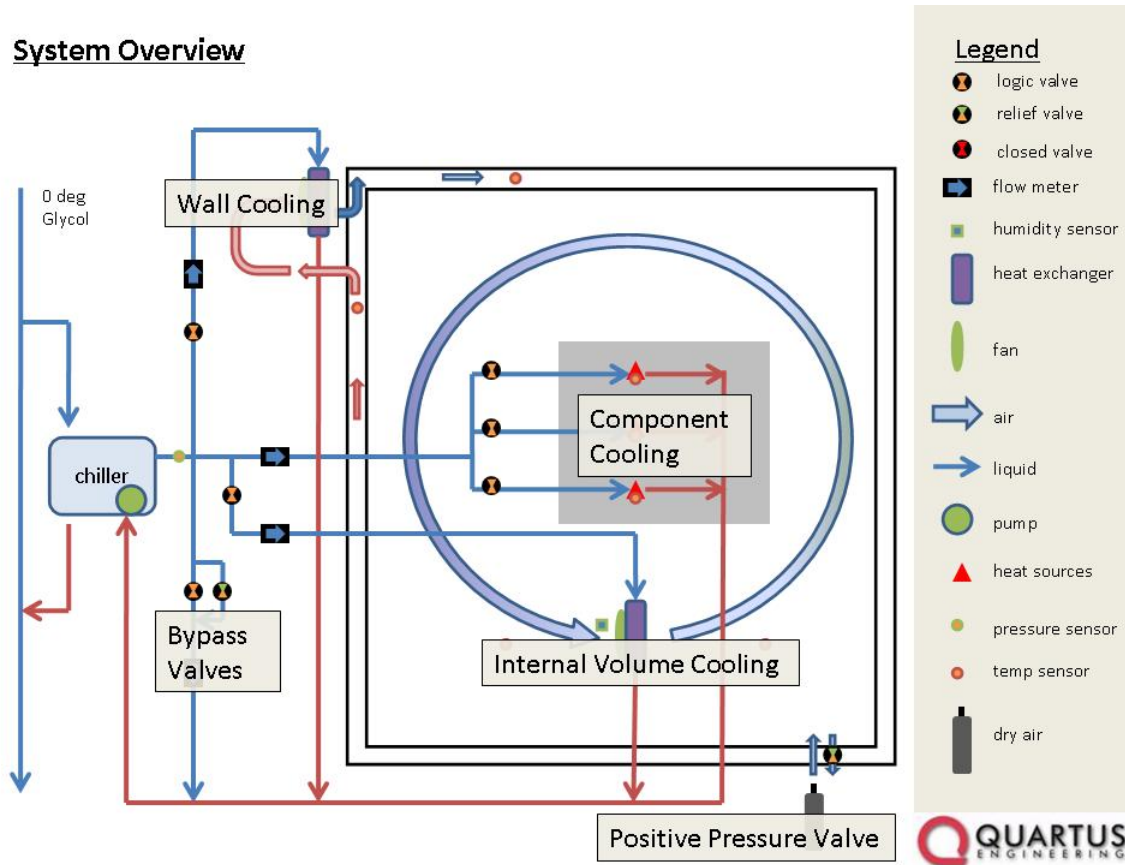 System Overview
0 deg
Glycol
Wall Cooling
chiller
Component
Cooling
Bypass
Valves
Internal Volume Cooling
Positive Pressure Valve
Legend
logic valve
relief valve
closed valve
flow meter
humidity sensor
heat exchanger
fan
air
liquid
pump
heat sources
pressure sensor
temp sensor
dry air
QUARTUS
ENGINEERING